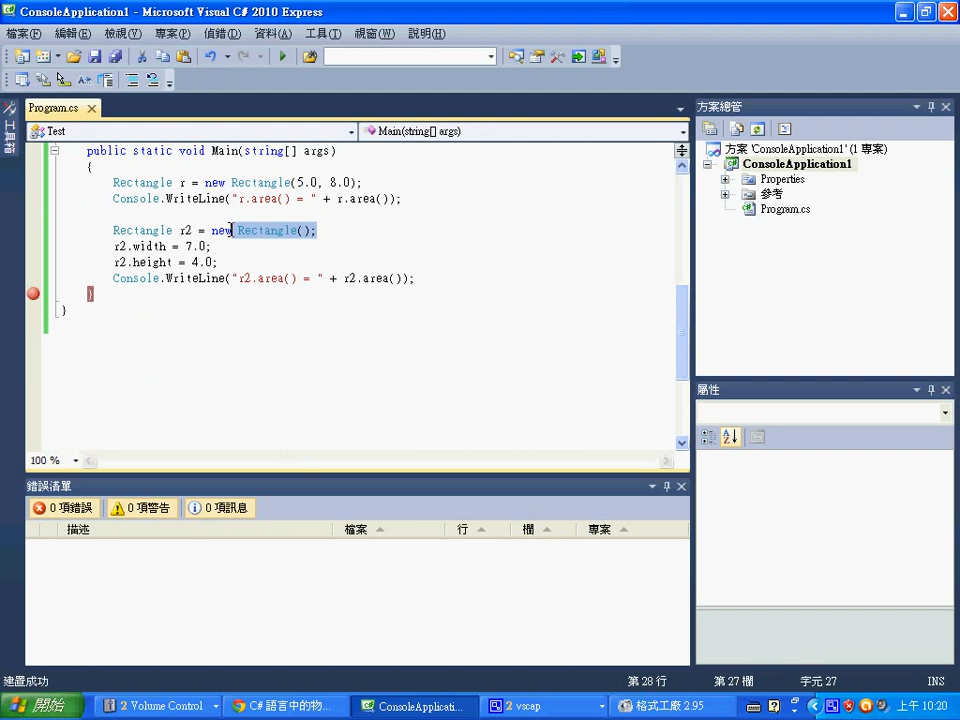 ConsoleApplication1 - Microsoft Visual C# 2010 Express
檔案(F) 編輯(E) 檢視(V) 專案(P) 偵錯(D) 資料(A) 工具(T) 視窗(W) 說明(H)
工具箱
Program.cs
Test
Main(string[] args)
public static void Main(string[] args)
{
Rectangle r = new Rectangle(5.0, 8.0);
Console.WriteLine("r.area() = " + r.area());
Rectangle r2 = new Rectangle();
r2.width = 7.0;
r2.height = 4.0;
Console.WriteLine("r2.area() = " + r2.area());
}
}
100 %
方案總管
方案 'ConsoleApplication1' (1 專案)
ConsoleApplication1
Properties
參考
Program.cs
屬性
錯誤清單
0 項錯誤 0 項警告 0 項訊息
描述 檔案 行 欄 專案
建置成功 第 28 行 第 27 欄 字元 27 INS
開始 2 Volume Control C# 語言中的物... ConsoleApplicati... 2 vscap 格式工廠 2.95 上午 10:20